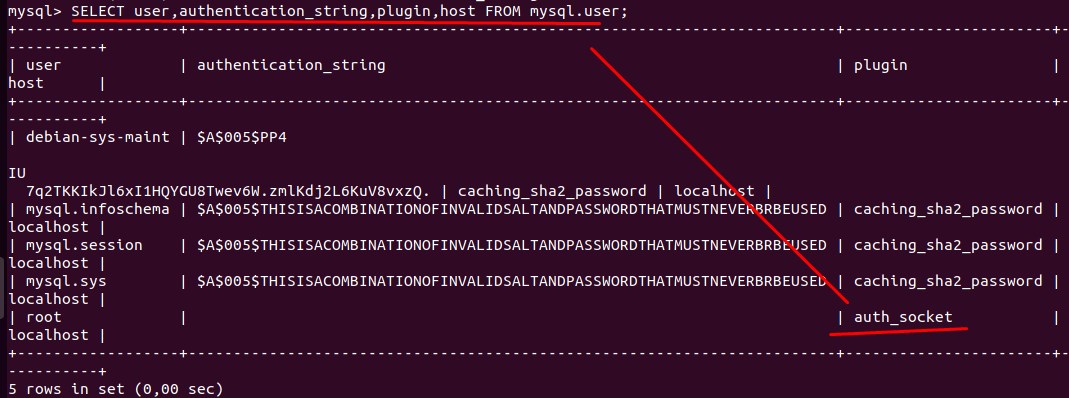 mysql> SELECT user,authentication_string,plugin,host FROM mysql.user;
+------------------+------------------------------------------------------------------------+-----------------------+-
----------+
| user             | authentication_string                                                  | plugin                |
host      |
+------------------+------------------------------------------------------------------------+-----------------------+-
----------+
| debian-sys-maint | $A$005$PP4
IU
  7q2TKKIkJl6xI1HQYGU8Twev6W.zmlKdj2L6KuV8vxzQ. | caching_sha2_password | localhost |
| mysql.infoschema | $A$005$THISISACOMBINATIONOFINVALIDSALTANDPASSWORDTHATMUSTNEVERBRBEUSED | caching_sha2_password |
localhost |
| mysql.session    | $A$005$THISISACOMBINATIONOFINVALIDSALTANDPASSWORDTHATMUSTNEVERBRBEUSED | caching_sha2_password |
localhost |
| mysql.sys        | $A$005$THISISACOMBINATIONOFINVALIDSALTANDPASSWORDTHATMUSTNEVERBRBEUSED | caching_sha2_password |
localhost |
| root             |                                                                        | auth_socket           |
localhost |
+------------------+------------------------------------------------------------------------+-----------------------+-
----------+
5 rows in set (0,00 sec)